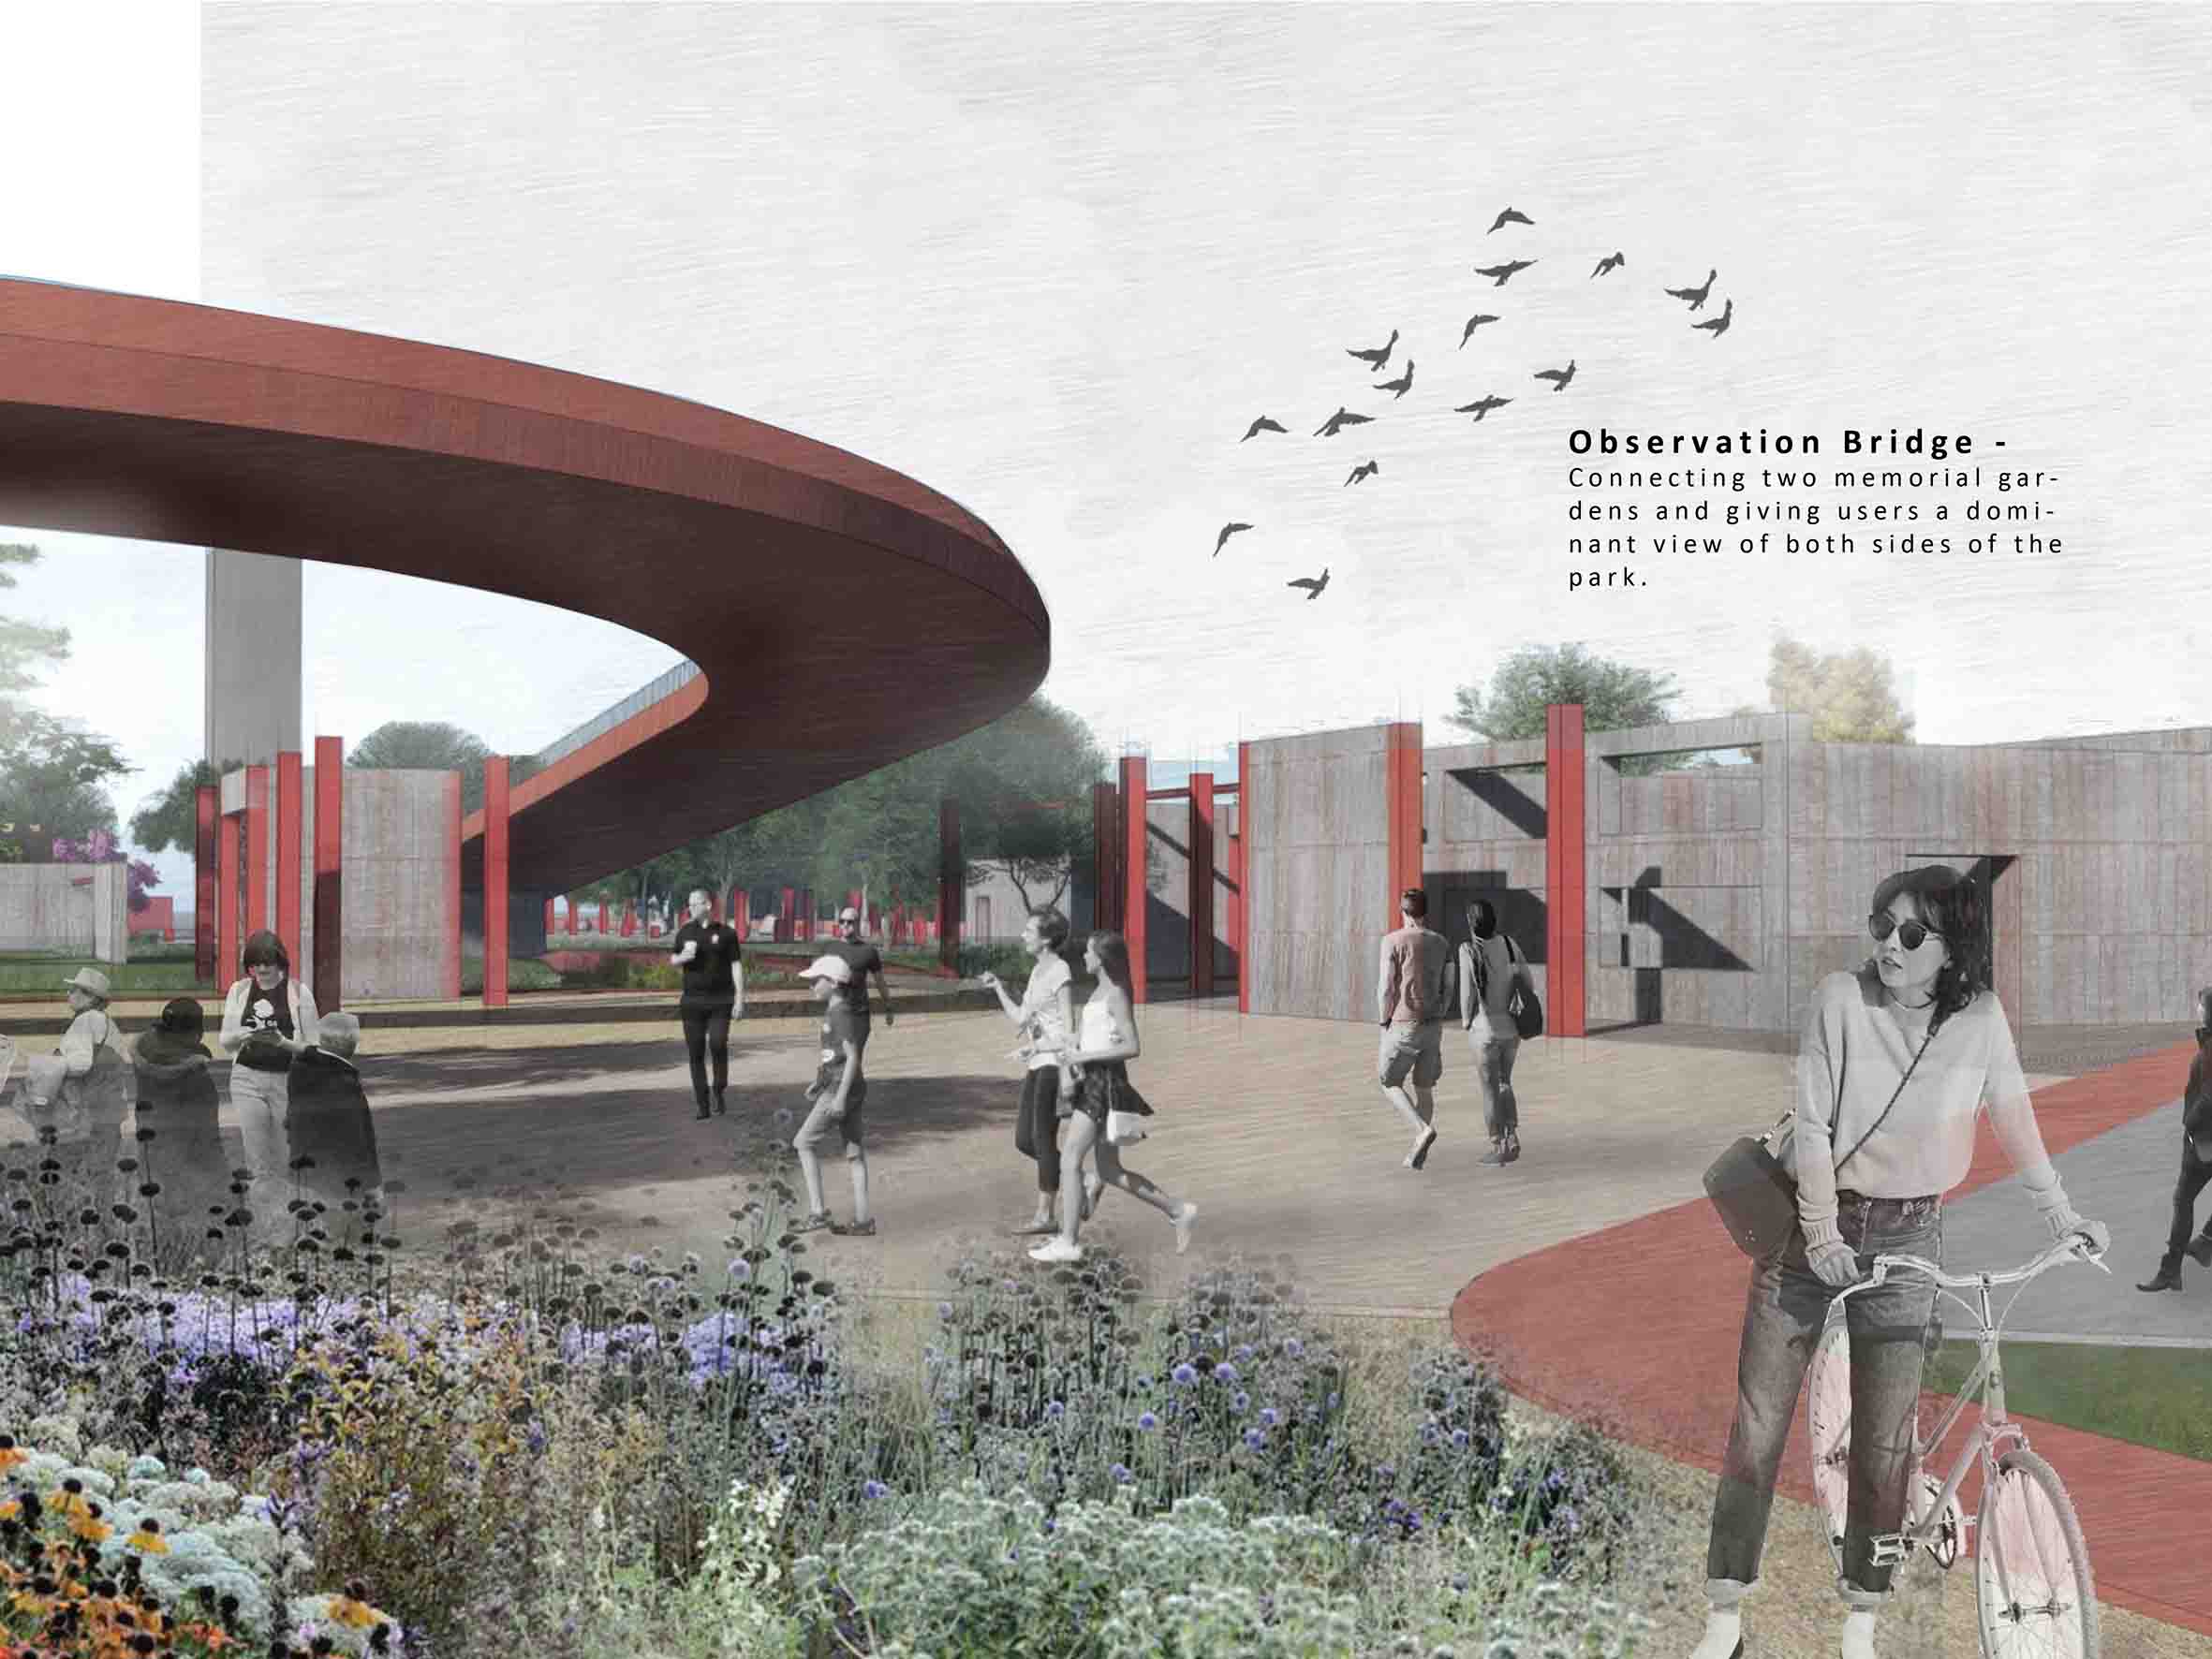 Observation Bridge -
Connecting two memorial gar-
dens and giving users a domi-
nant view of both sides of the
park.